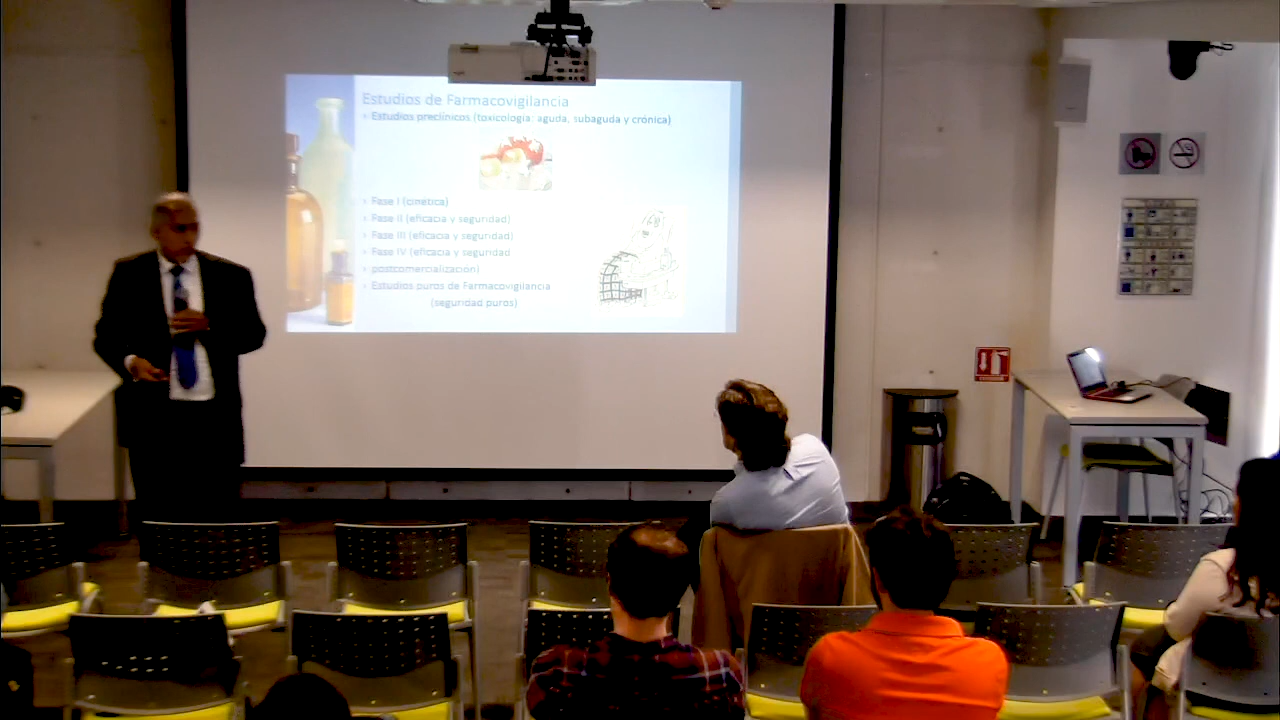 Estudios de Farmacovigilancia
Estudios preclínicos (toxicología: aguda, subaguda y crónica)
Fase I (cinética)
Fase II (eficacia y seguridad)
Fase III (eficacia y seguridad)
Fase IV (eficacia y seguridad
postcomercialización)
Estudios puros de Farmacovigilancia
(seguridad puros)